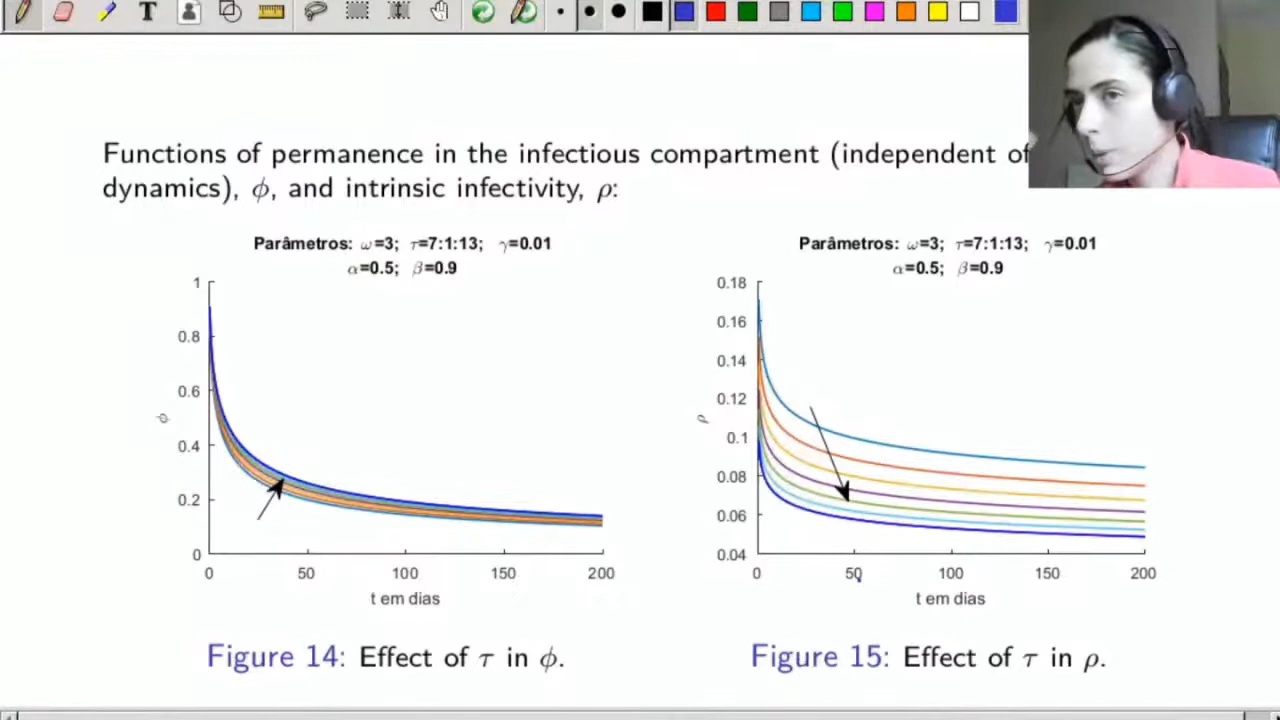 Functions of permanence in the infectious compartment (independent of
dynamics), ϕ, and intrinsic infectivity, ρ:
Parâmetros: ω=3; τ=7:1:13; γ=0.01
α=0.5; β=0.9
1
0.8
0.6
0.4
0.2
0
ϕ
0 50 100 150 200
t em dias
Figure 14: Effect of τ in ϕ.
Parâmetros: ω=3; τ=7:1:13; γ=0.01
α=0.5; β=0.9
0.18
0.16
0.14
0.12
0.1
0.08
0.06
0.04
ρ
0 50 100 150 200
t em dias
Figure 15: Effect of τ in ρ.